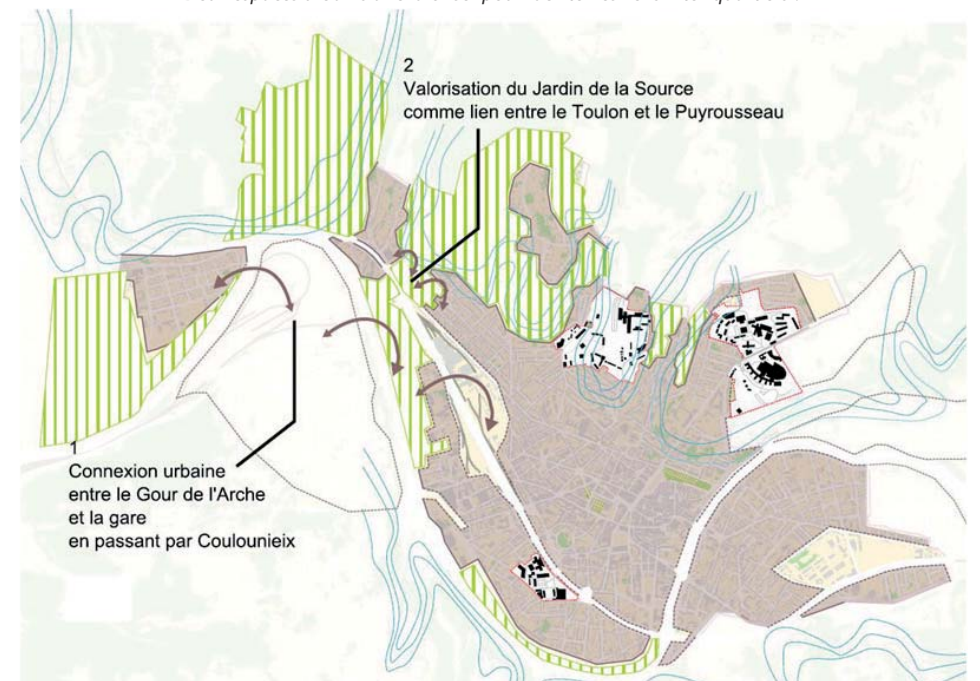 2
Valorisation du Jardin de la Source
comme lien entre le Toulon et le Puyrousseau
1
Connexion urbaine
entre le Gour de l'Arche
et la gare
en passant par Coulounieix